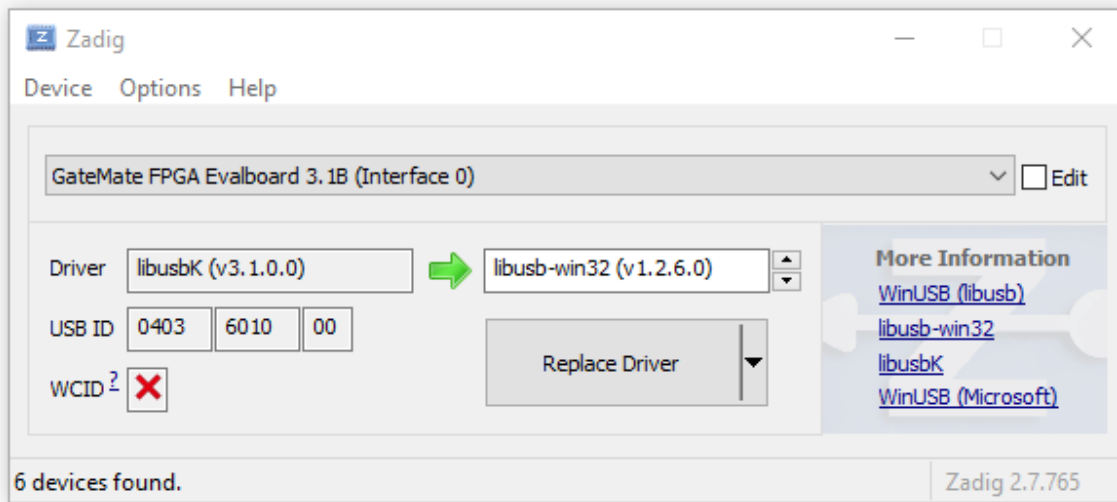 Zadig
Device Options Help
GateMate FPGA Evalboard 3.1B (Interface 0)
Edit
Driver libusbK (v3.1.0.0) libusb-win32 (v1.2.6.0)
USB ID 0403 6010 00
WCID ?
Replace Driver
More Information
WinUSB (libusb)
libusb-win32
libusbK
WinUSB (Microsoft)
6 devices found.
Zadig 2.7.765